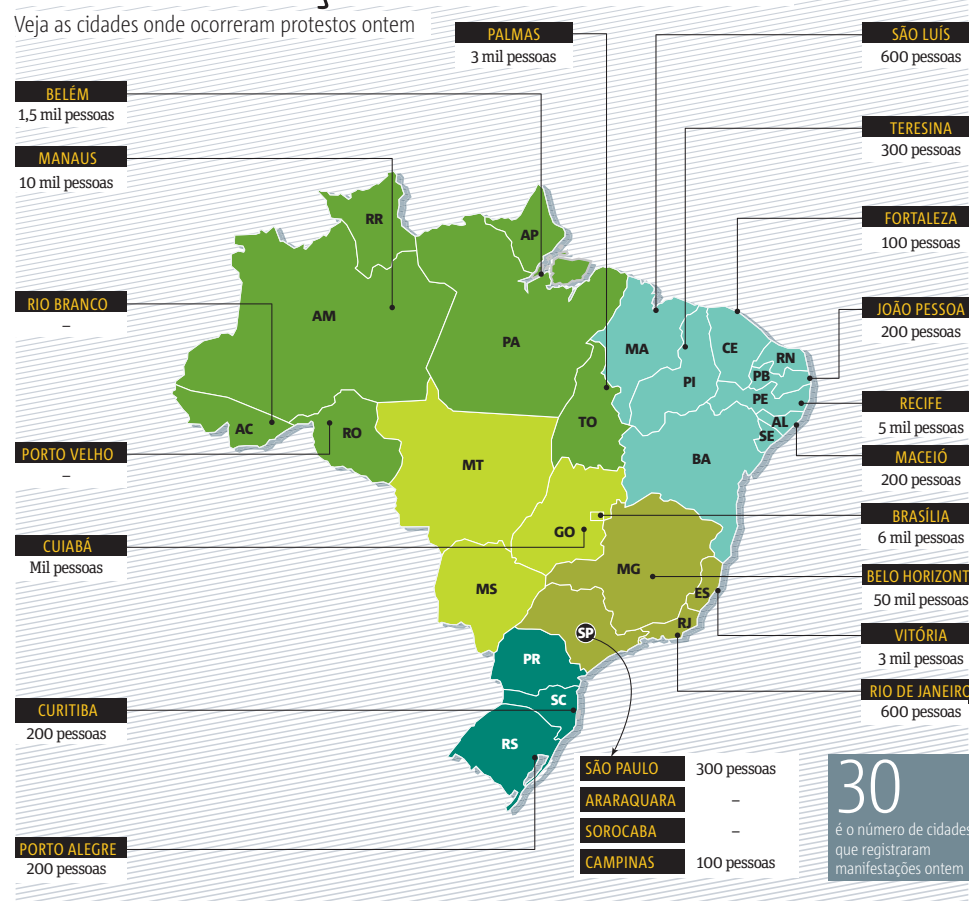 Veja as cidades onde ocorreram protestos ontem
PALMAS
3 mil pessoas
SÃO LUÍS
600 pessoas
BELÉM
1,5 mil pessoas
TERESINA
300 pessoas
MANAUS
10 mil pessoas
FORTALEZA
100 pessoas
RIO BRANCO
–
JOÃO PESSOA
200 pessoas
RECIFE
5 mil pessoas
PORTO VELHO
–
MACEIÓ
200 pessoas
BRASÍLIA
6 mil pessoas
CUIABÁ
Mil pessoas
BELO HORIZONT
50 mil pessoas
VITÓRIA
3 mil pessoas
RIO DE JANEIRO
600 pessoas
CURITIBA
200 pessoas
PORTO ALEGRE
200 pessoas
RR
AP
AM
PA
MA
CE
RN
PB
PI
PE
AL
SE
AC
RO
TO
BA
MT
GO
MG
ES
MS
RJ
SP
PR
SC
RS
SÃO PAULO 300 pessoas
ARARAQUARA –
SOROCABA –
CAMPINAS 100 pessoas
30
é o número de cidades
que registraram
manifestações ontem